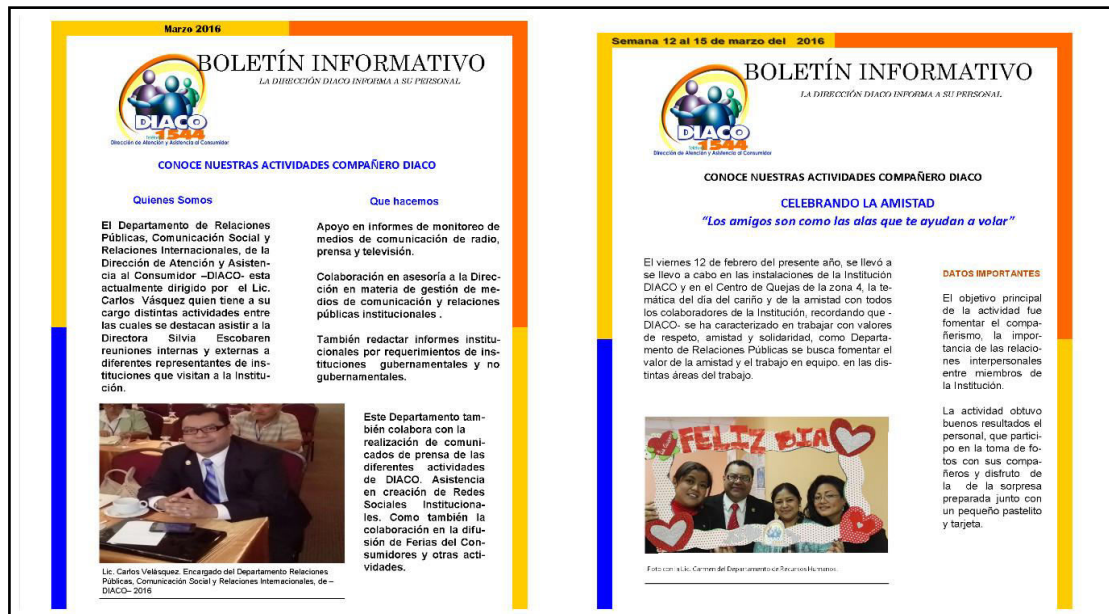 Marzo 2016
BOLETÍN INFORMATIVO
LA DIRECCIÓN DIACO INFORMA A SU PERSONAL
DIACO
1544
Dirección de Atención y Asistencia al Consumidor
CONOCE NUESTRAS ACTIVIDADES COMPAÑERO DIACO
Quienes Somos
El Departamento de Relaciones
Públicas, Comunicación Social y
Relaciones Internacionales, de la
Dirección de Atención y Asisten-
cia al Consumidor –DIACO- esta
actualmente dirigido por el Lic.
Carlos Vásquez quien tiene a su
cargo distintas actividades entre
las cuales se destacan asistir a la
Directora Silvia Escobaren
reuniones internas y externas a
diferentes representantes de ins-
tituciones que visitan a la Institu-
ción.
Que hacemos
Apoyo en informes de monitoreo de
medios de comunicación de radio,
prensa y televisión.
Colaboración en asesoría a la Direc-
ción en materia de gestión de me-
dios de comunicación y relaciones
públicas institucionales .
También redactar informes institu-
cionales por requerimientos de ins-
tituciones gubernamentales y no
gubernamentales.
Este Departamento tam-
bién colabora con la
realización de comuni-
cados de prensa de las
diferentes actividades
de DIACO. Asistencia
en creación de Redes
Sociales Instituciona-
les. Como también la
colaboración en la difu-
sión de Ferias del Con-
sumidores y otras acti-
vidades.
Lic. Carlos Velásquez. Encargado del Departamento Relaciones
Públicas, Comunicación Social y Relaciones Internacionales, de –
DIACO– 2016
Semana 12 al 15 de marzo del 2016
BOLETÍN INFORMATIVO
LA DIRECCIÓN DIACO INFORMA A SU PERSONAL
DIACO
1544
Dirección de Atención y Asistencia al Consumidor
CONOCE NUESTRAS ACTIVIDADES COMPAÑERO DIACO
CELEBRANDO LA AMISTAD
“Los amigos son como las alas que te ayudan a volar”
El viernes 12 de febrero del presente año, se llevó a
se llevo a cabo en las instalaciones de la Institución
DIACO y en el Centro de Quejas de la zona 4, la te-
mática del día del cariño y de la amistad con todos
los colaboradores de la Institución, recordando que -
DIACO- se ha caracterizado en trabajar con valores
de respeto, amistad y solidaridad, como Departa-
mento de Relaciones Públicas se busca fomentar el
valor de la amistad y el trabajo en equipo. en las dis-
tintas áreas del trabajo.
FELIZ DIA
Foto con la Lic. Carmen del Departamento de Recursos Humanos.
DATOS IMPORTANTES
El objetivo principal
de la actividad fue
fomentar el compa-
ñerismo, la impor-
tancia de las relacio-
nes interpersonales
entre miembros de
la Institución.
La actividad obtuvo
buenos resultados el
personal, que partici-
po en la toma de fo-
tos con sus compa-
ñeros y disfruto de
la de la sorpresa
preparada junto con
un pequeño pastelito
y tarjeta.